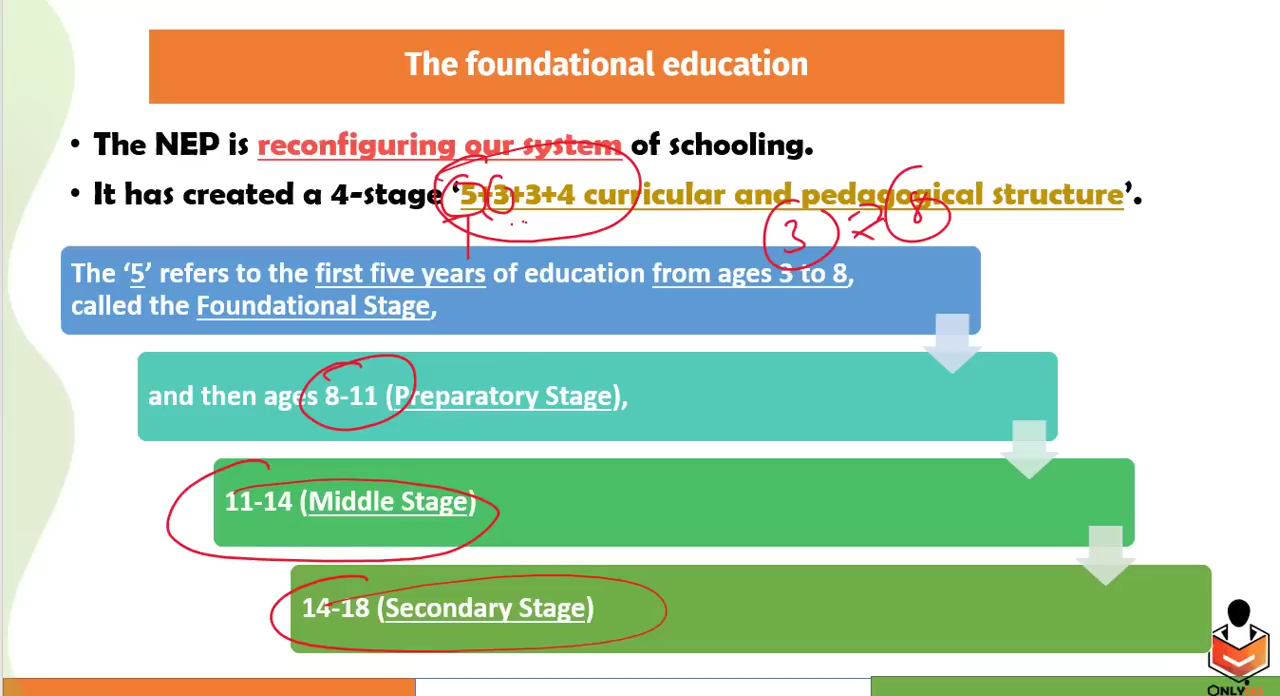 The foundational education
• The NEP is reconfiguring our system of schooling.
• It has created a 4-stage ‘5+3+3+4 curricular and pedagogical structure’.
3 8
The ‘5’ refers to the first five years of education from ages 3 to 8,
called the Foundational Stage,
and then ages 8-11 (Preparatory Stage),
11-14 (Middle Stage)
14-18 (Secondary Stage)
ONLYIAS